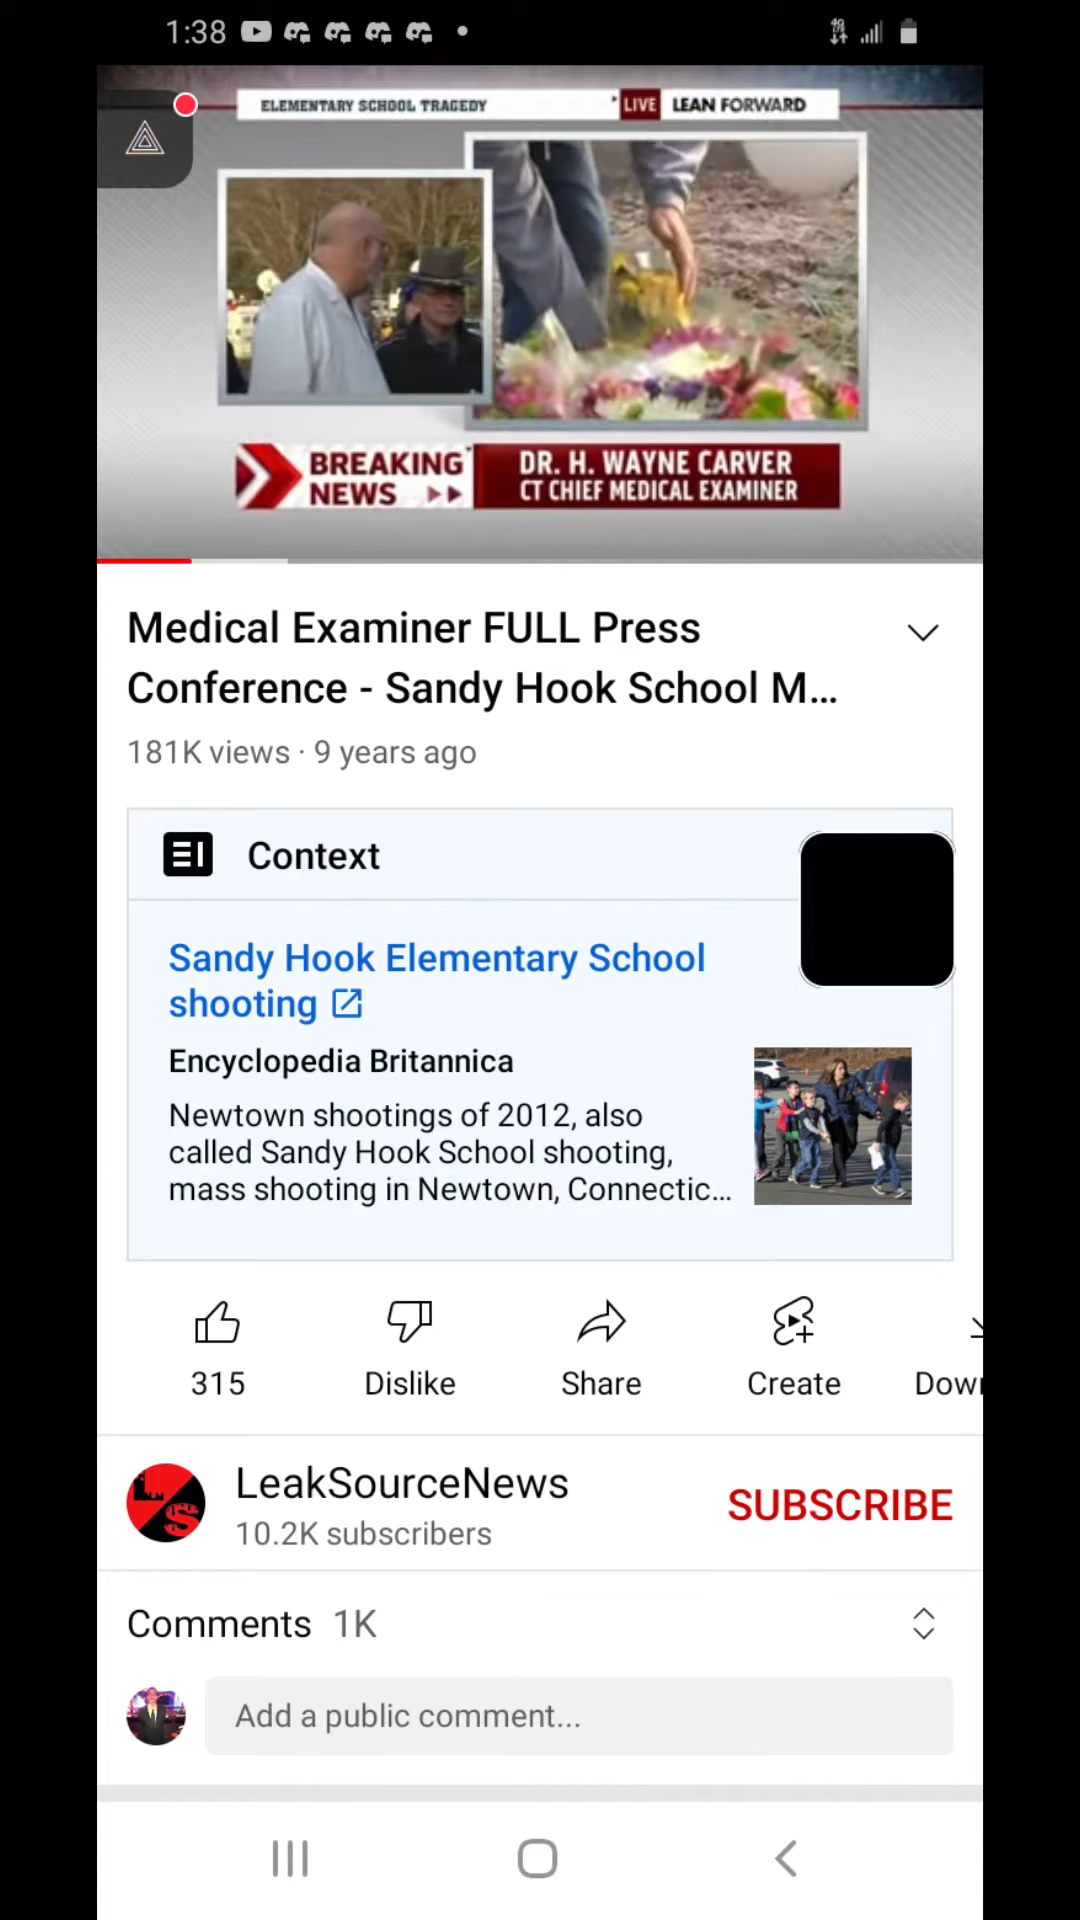 1:38
ELEMENTARY SCHOOL TRAGEDY
LIVE LEAN FORWARD
BREAKING NEWS
DR. H. WAYNE CARVER
CT CHIEF MEDICAL EXAMINER
Medical Examiner FULL Press
Conference - Sandy Hook School M...
181K views · 9 years ago
Context
Sandy Hook Elementary School
shooting
Encyclopedia Britannica
Newtown shootings of 2012, also
called Sandy Hook School shooting,
mass shooting in Newtown, Connectic...
315 Dislike Share Create Dow
LS
LeakSourceNews
10.2K subscribers
SUBSCRIBE
Comments 1K
Add a public comment...